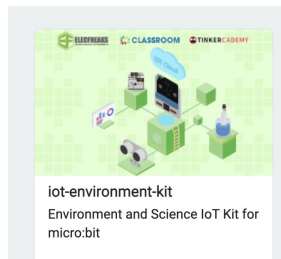 ELECFREAKS CLASSROOM TINKERCADEMY
IOT Cloud
iot-environment-kit
Environment and Science IoT Kit for
micro:bit